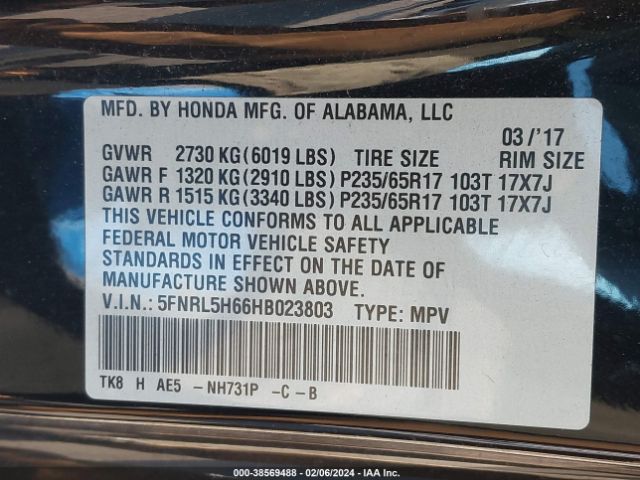 MFD. BY HONDA MFG. OF ALABAMA, LLC
03/'17
GVWR 2730 KG(6019 LBS) TIRE SIZE RIM SIZE
GAWR F 1320 KG(2910 LBS)P235/65R17 103T 17X7J
GAWR R 1515 KG(3340 LBS)P235/65R17 103T 17X7J
THIS VEHICLE CONFORMS TO ALL APPLICABLE
FEDERAL MOTOR VEHICLE SAFETY
STANDARDS IN EFFECT ON THE DATE OF
MANUFACTURE SHOWN ABOVE.
V.I.N.: 5FNRL5H66HB023803 TYPE: MPV
TK8 H AE5 -NH731P -C-B
000-38569488 - 02/06/2024 - IAA Inc.